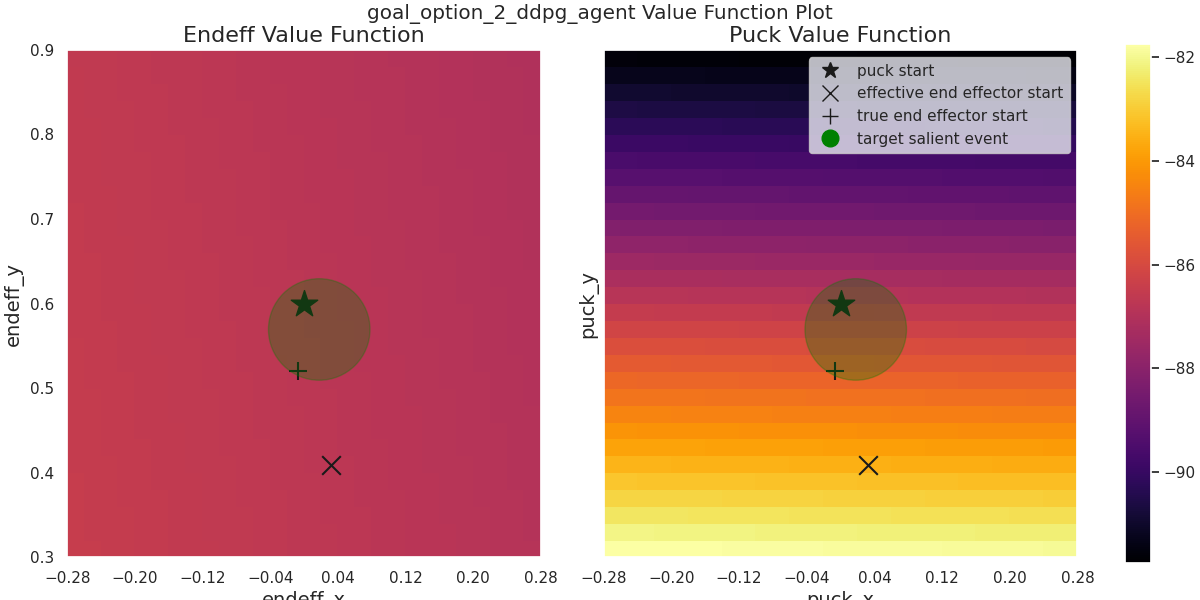 goal_option_2_ddpg_agent Value Function Plot
Endeff Value Function
Puck Value Function
0.9
0.8
0.7
0.6
0.5
0.4
0.3
endeff_y
−0.28 −0.20 −0.12 −0.04 0.04 0.12 0.20 0.28
endeff_x
puck_y
puck start
effective end effector start
true end effector start
target salient event
−0.28 −0.20 −0.12 −0.04 0.04 0.12 0.20 0.28
puck_x
−82
−84
−86
−88
−90